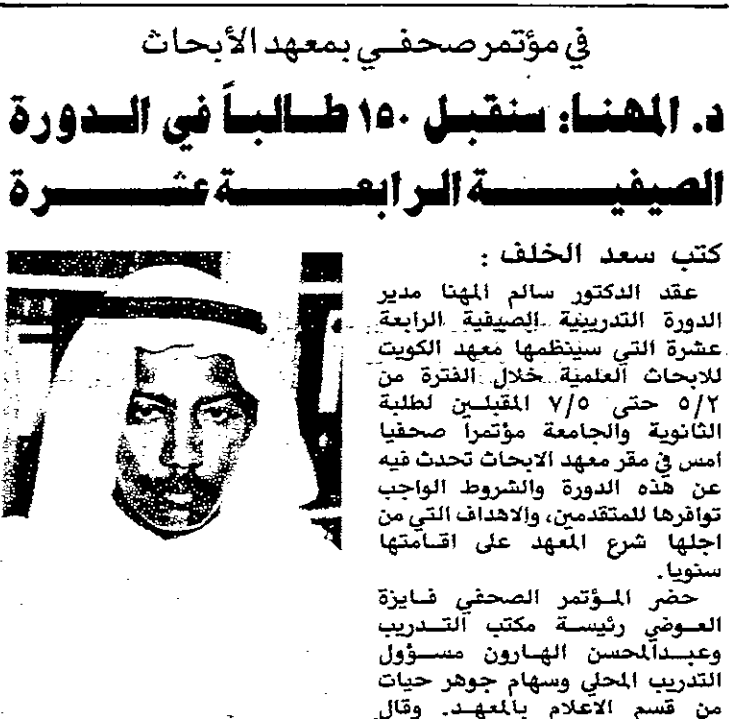 في مؤتمر صحفي بمعهد الأبحاث
د. المهنا: سنقبل ١٥٠ طالباً في الدورة
الصيفية الرابعة عشرة
كتب سعد الخلف :
عقد الدكتور سالم المهنا مدير
الدورة التدريبية الصيفية الرابعة
عشرة التي سينظمها معهد الكويت
للابحاث العلمية خلال الفترة من
٥/٢ حتى ٧/٥ المقبلين لطلبة
الثانوية والجامعة مؤتمراً صحفيا
امس في مقر معهد الابحاث تحدث فيه
عن هذه الدورة والشروط الواجب
توافرها للمتقدمين، والاهداف التي من
اجلها شرع المعهد على اقامتها
سنويا.
حضر المؤتمر الصحفي فايزة
العوضي رئيسة مكتب التدريب
وعبدالمحسن الهارون مسؤول
التدريب المحلي وسهام جوهر حيات
من قسم الاعلام بالمعهد. وقال